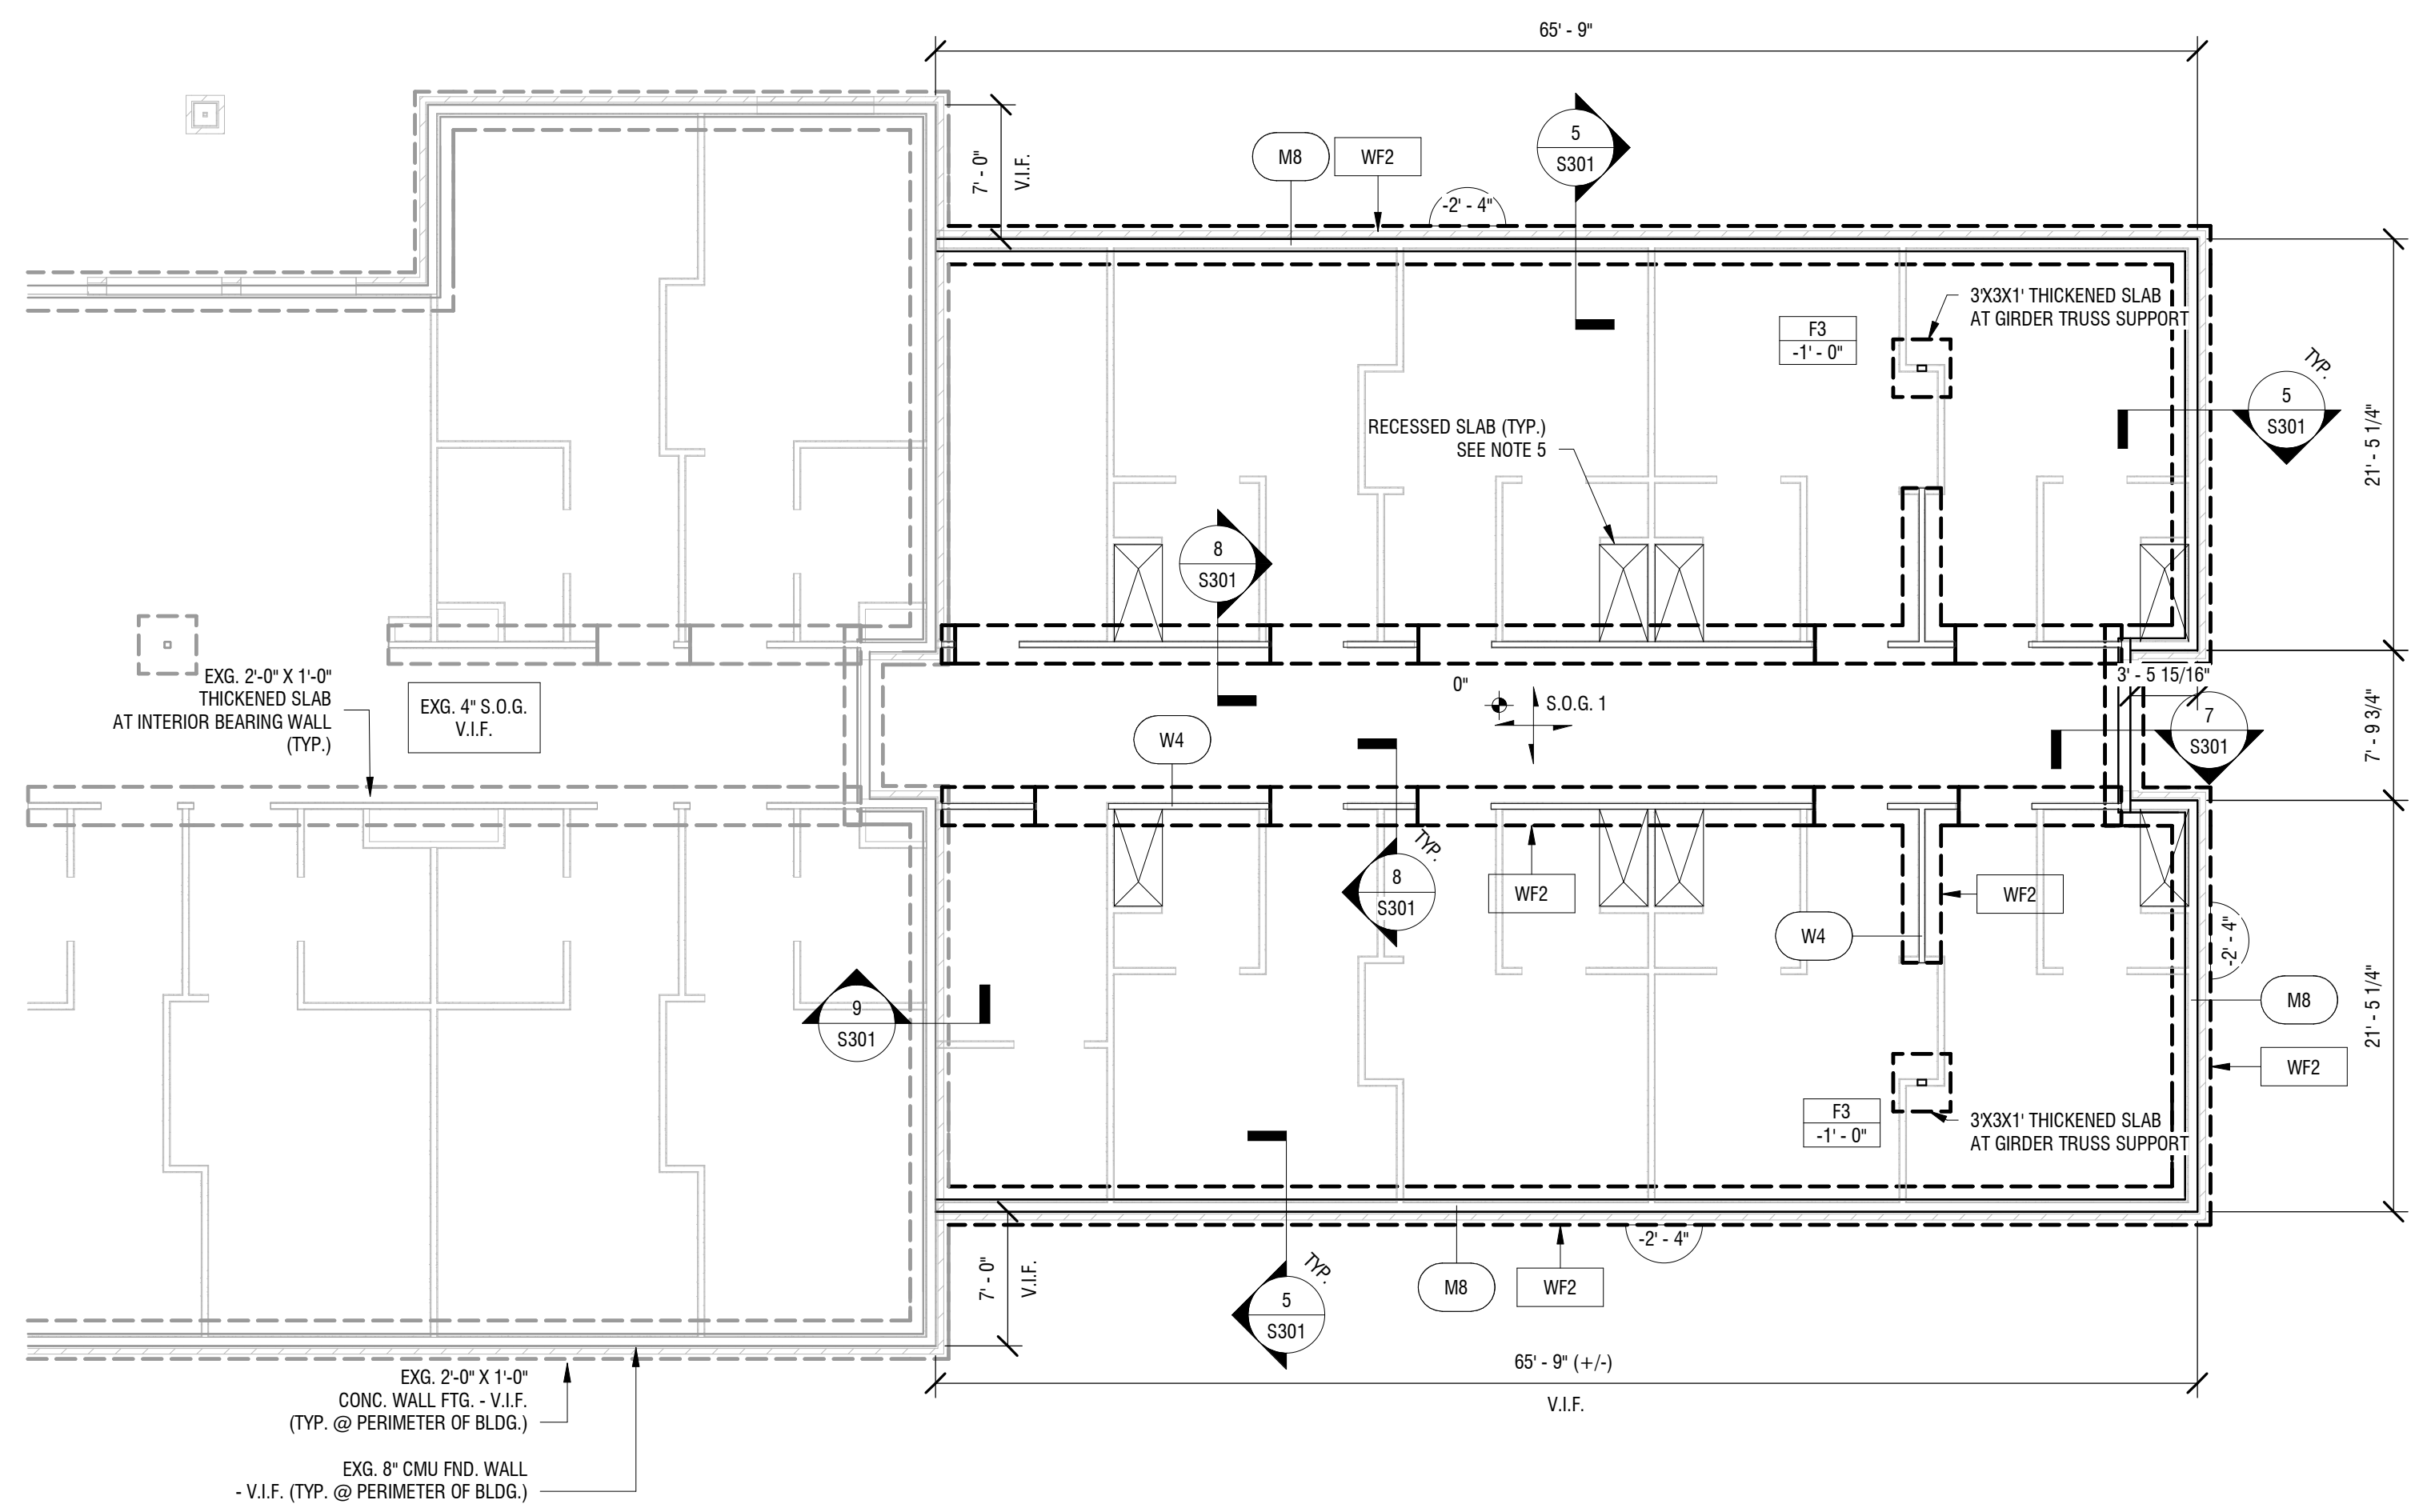 65' - 9"
7' - 0"
V.I.F.
M8
WF2
-2' - 4"
5
S301
3'X3X1' THICKENED SLAB
AT GIRDER TRUSS SUPPORT
F3
-1' - 0"
TYP.
5
S301
21' - 5 1/4"
RECESSED SLAB (TYP.)
SEE NOTE 5
8
S301
EXG. 2'-0" X 1'-0"
THICKENED SLAB
AT INTERIOR BEARING WALL
(TYP.)
EXG. 4" S.O.G.
V.I.F.
0"
S.O.G. 1
3' - 5 15/16"
7
S301
7' - 9 3/4"
W4
TYP.
8
S301
WF2
WF2
W4
-2' - 4"
M8
21' - 5 1/4"
9
S301
WF2
F3
-1' - 0"
3'X3X1' THICKENED SLAB
AT GIRDER TRUSS SUPPORT
7' - 0"
V.I.F.
TYP.
5
S301
M8
WF2
-2' - 4"
65' - 9" (+/-)
V.I.F.
EXG. 2'-0" X 1'-0"
CONC. WALL FTG. - V.I.F.
(TYP. @ PERIMETER OF BLDG.)
EXG. 8" CMU FND. WALL
- V.I.F. (TYP. @ PERIMETER OF BLDG.)